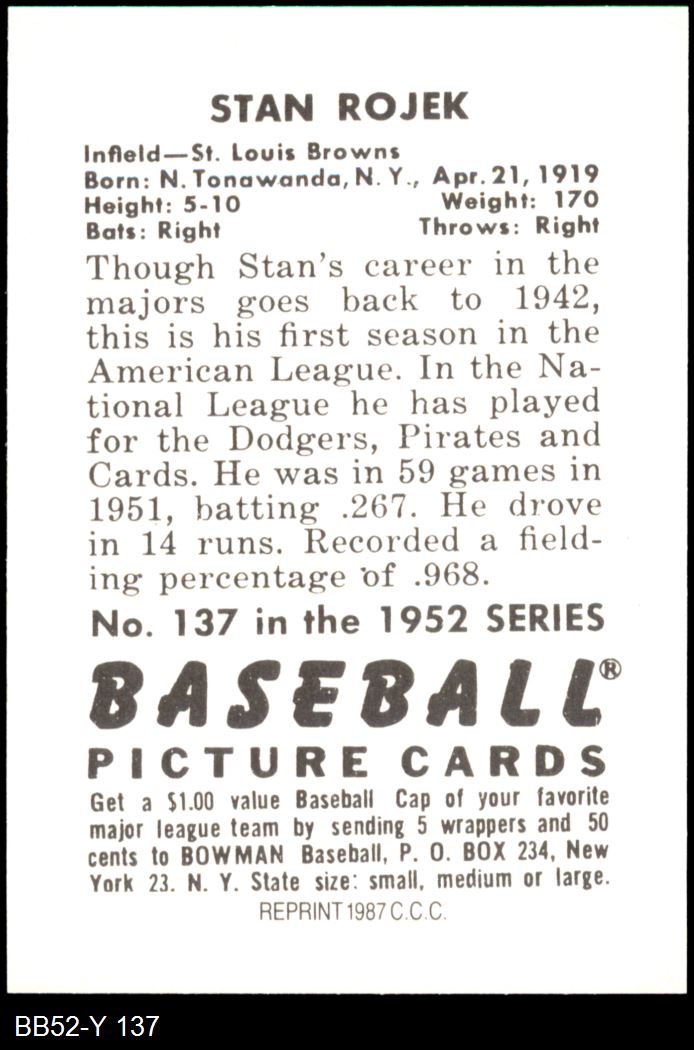 STAN ROJEK
Infield—St. Louis Browns
Born: N. Tonawanda, N. Y., Apr. 21, 1919
Height: 5-10 Weight: 170
Bats: Right Throws: Right
Though Stan's career in the
majors goes back to 1942,
this is his first season in the
American League. In the Na-
tional League he has played
for the Dodgers, Pirates and
Cards. He was in 59 games in
1951, batting .267. He drove
in 14 runs. Recorded a field-
ing percentage of .968.
No. 137 in the 1952 SERIES
BASEBALL®
PICTURE CARDS
Get a $1.00 value Baseball Cap of your favorite
major league team by sending 5 wrappers and 50
cents to BOWMAN Baseball, P. O. BOX 234, New
York 23. N. Y. State size: small, medium or large.
REPRINT 1987 C.C.C.
BB52-Y 137